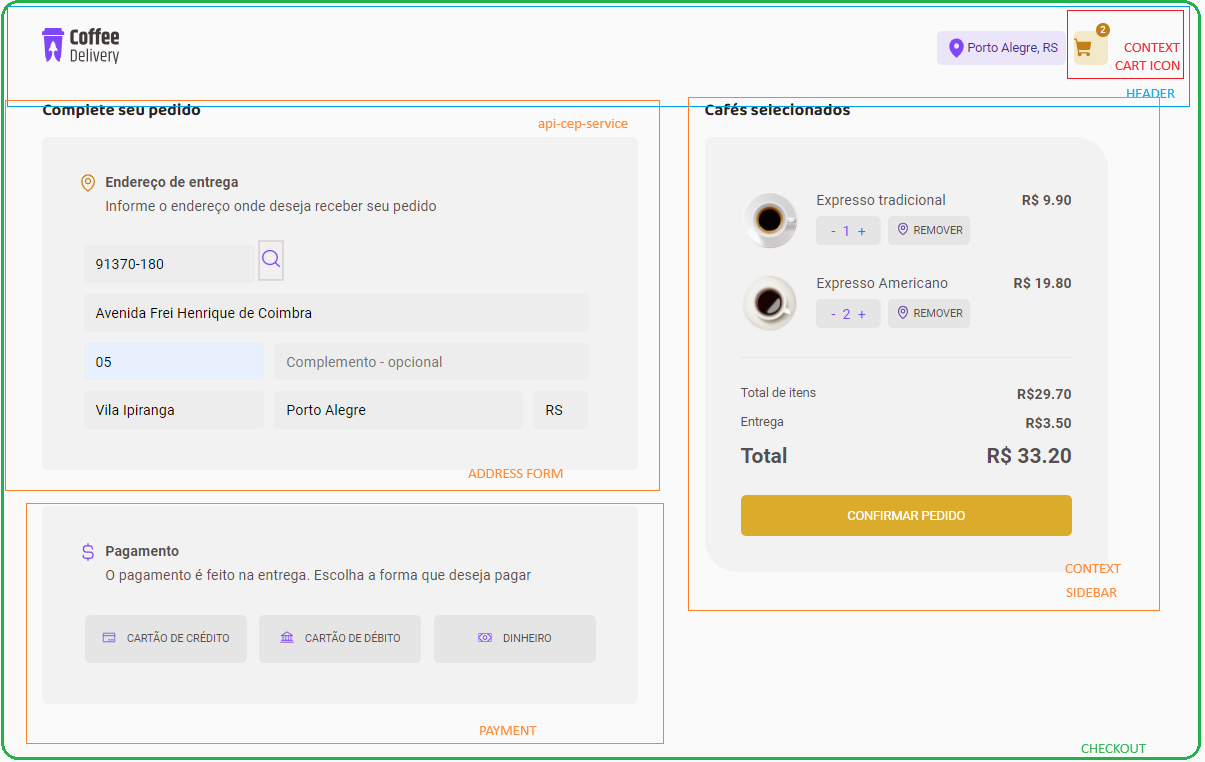 Coffee
Delivery
Porto Alegre, RS
2
CONTEXT
CART ICON
HEADER
Complete seu pedido
api-cep-service
Endereço de entrega
Informe o endereço onde deseja receber seu pedido
91370-180
Avenida Frei Henrique de Coimbra
05 Complemento - opcional
Vila Ipiranga Porto Alegre RS
ADDRESS FORM
Pagamento
O pagamento é feito na entrega. Escolha a forma que deseja pagar
CARTÃO DE CRÉDITO CARTÃO DE DÉBITO DINHEIRO
PAYMENT
Cafés selecionados
Expresso tradicional R$ 9.90
- 1 + REMOVER
Expresso Americano R$ 19.80
- 2 + REMOVER
Total de itens R$29.70
Entrega R$3.50
Total R$ 33.20
CONFIRMAR PEDIDO
CONTEXT
SIDEBAR
CHECKOUT